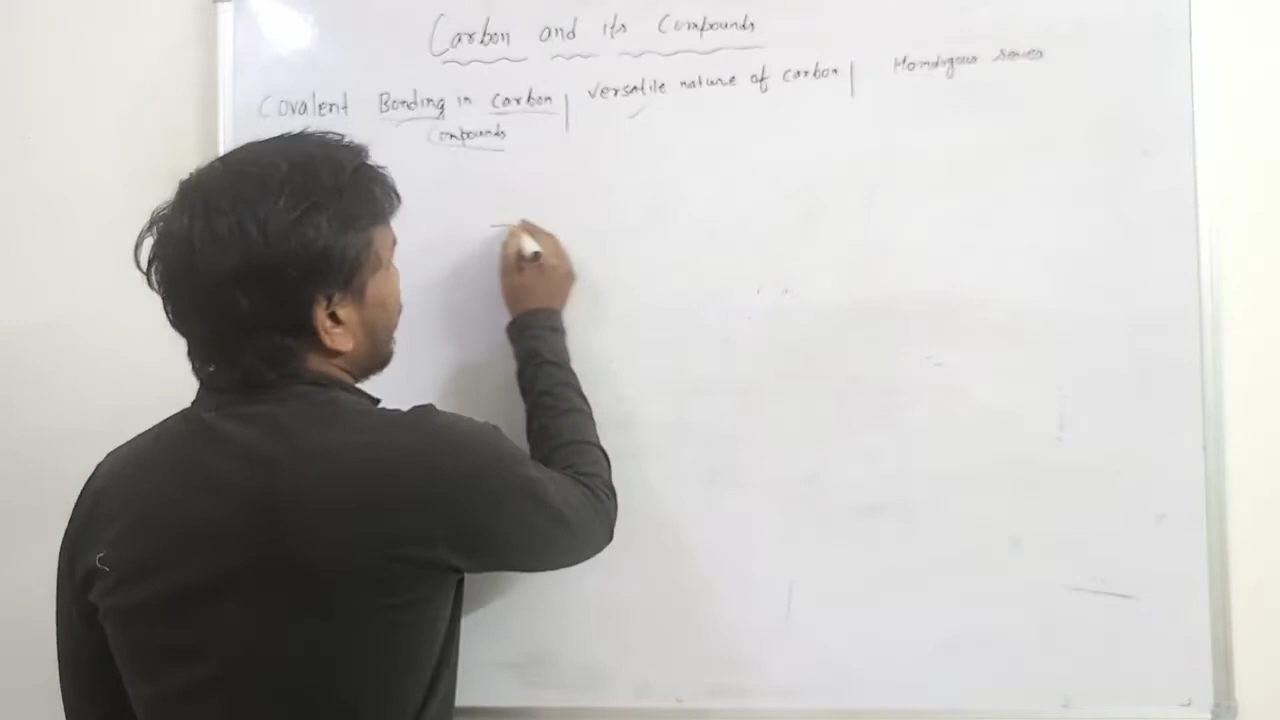 Carbon and its Compounds
Covalent Bonding in Carbon | Versatile nature of Carbon | Homologous series
Compounds